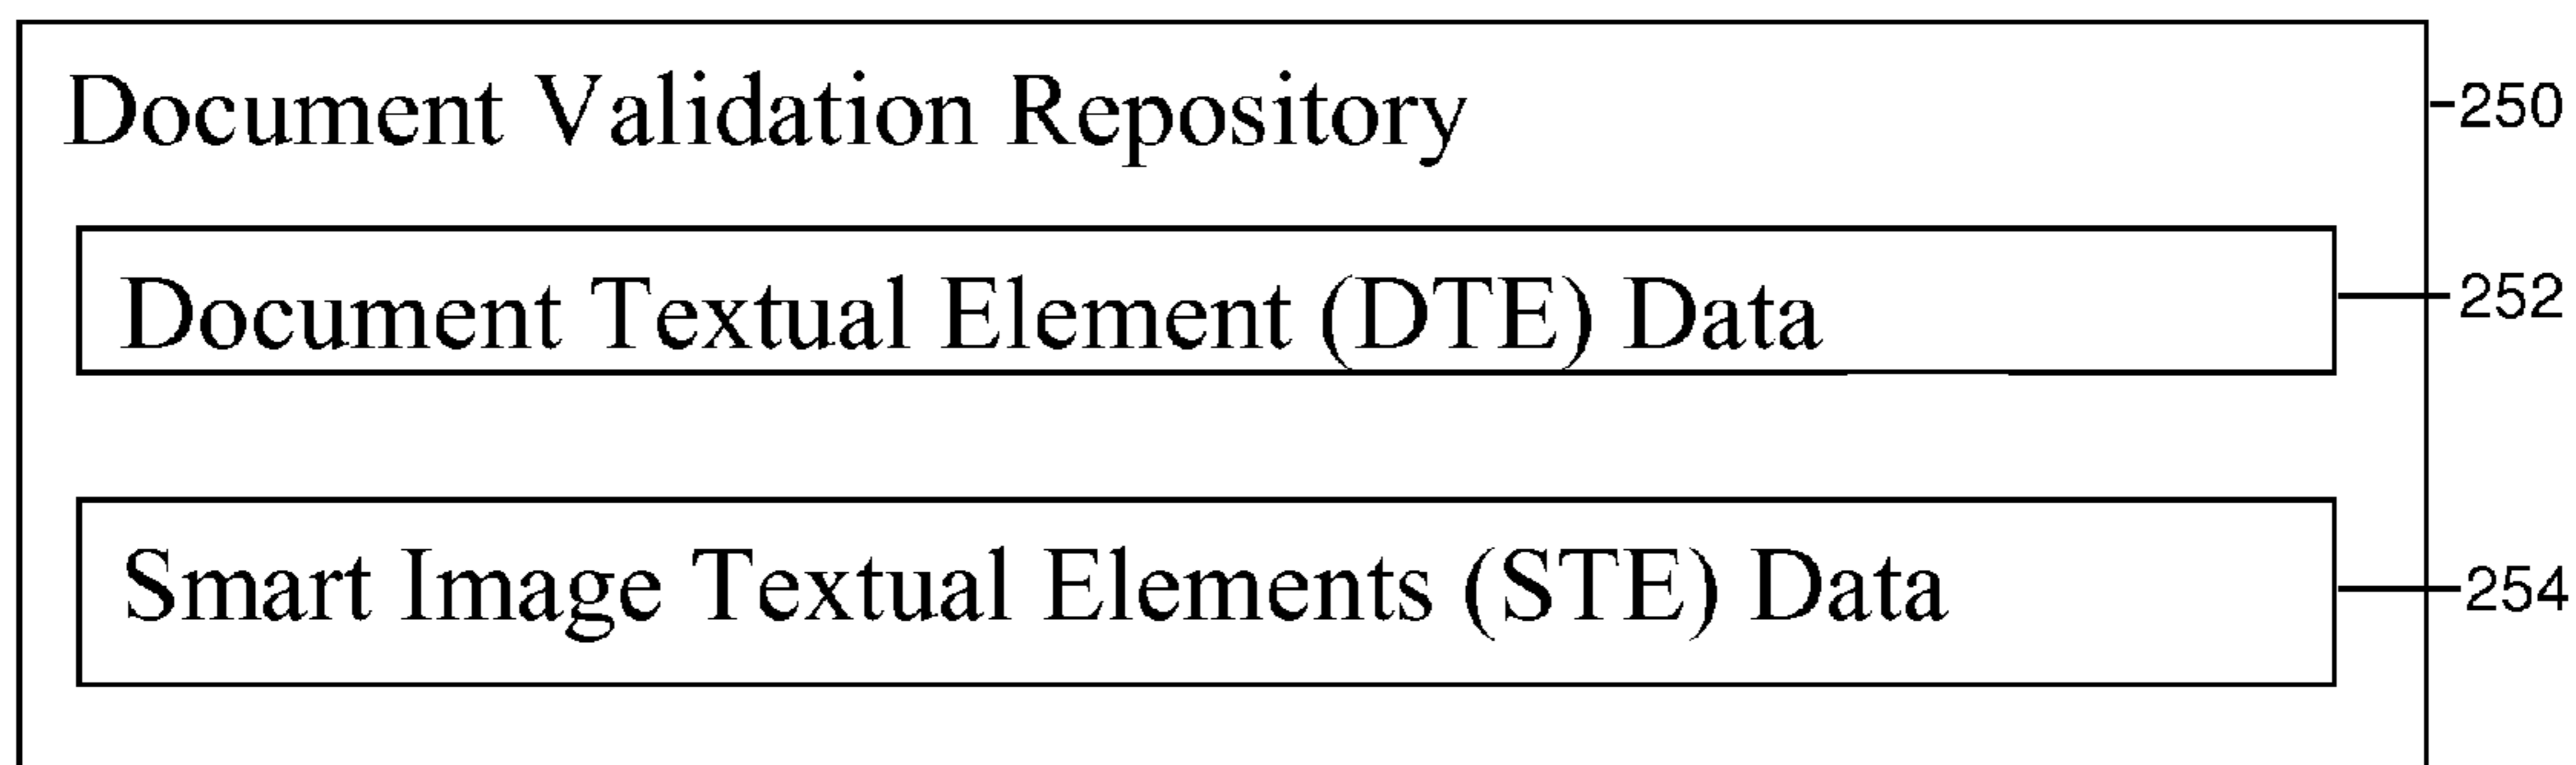 Document Validation Repository 250
Document Textual Element (DTE) Data 252
Smart Image Textual Elements (STE) Data 254